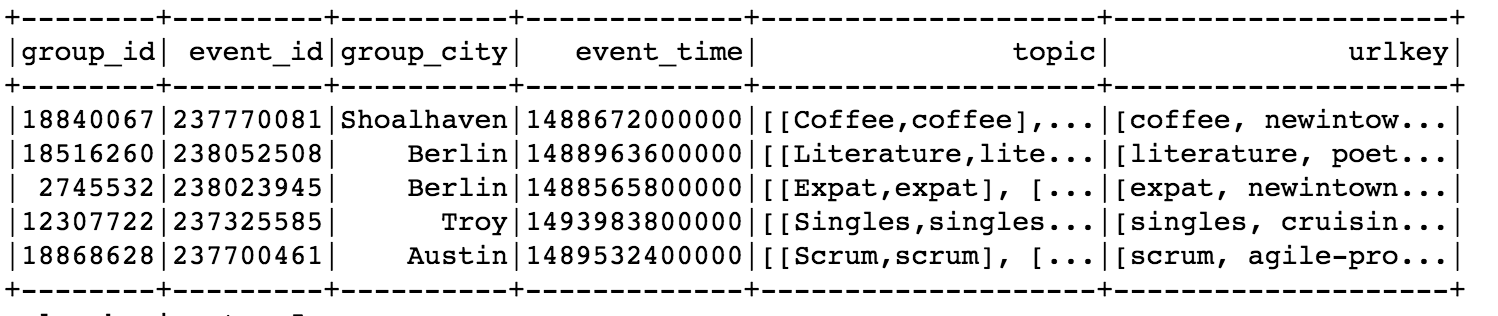 +--------+---------+----------+-------------+--------------------+--------------------+
|group_id| event_id|group_city|   event_time|               topic|              urlkey|
+--------+---------+----------+-------------+--------------------+--------------------+
|18840067|237770081|Shoalhaven|1488672000000|[[Coffee,coffee],...|[coffee, newintow...|
|18516260|238052508|    Berlin|1488963600000|[[Literature,lite...|[literature, poet...|
| 2745532|238023945|    Berlin|1488565800000|[[Expat,expat], [...|[expat, newintown...|
|12307722|237325585|      Troy|1493983800000|[[Singles,singles...|[singles, cruisin...|
|18868628|237700461|    Austin|1489532400000|[[Scrum,scrum], [...|[scrum, agile-pro...|
+--------+---------+----------+-------------+--------------------+--------------------+